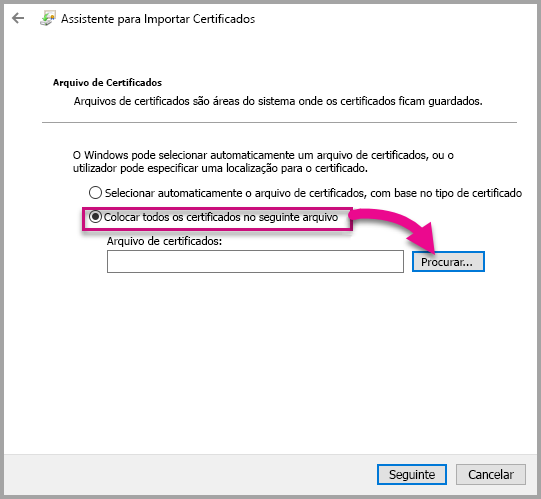 Assistente para Importar Certificados
Arquivo de Certificados
Arquivos de certificados são áreas do sistema onde os certificados ficam guardados.
O Windows pode selecionar automaticamente um arquivo de certificados, ou o
utilizador pode especificar uma localização para o certificado.
Selecionar automaticamente o arquivo de certificados, com base no tipo de certificado
Colocar todos os certificados no seguinte arquivo
Arquivo de certificados:
Procurar...
Seguinte
Cancelar